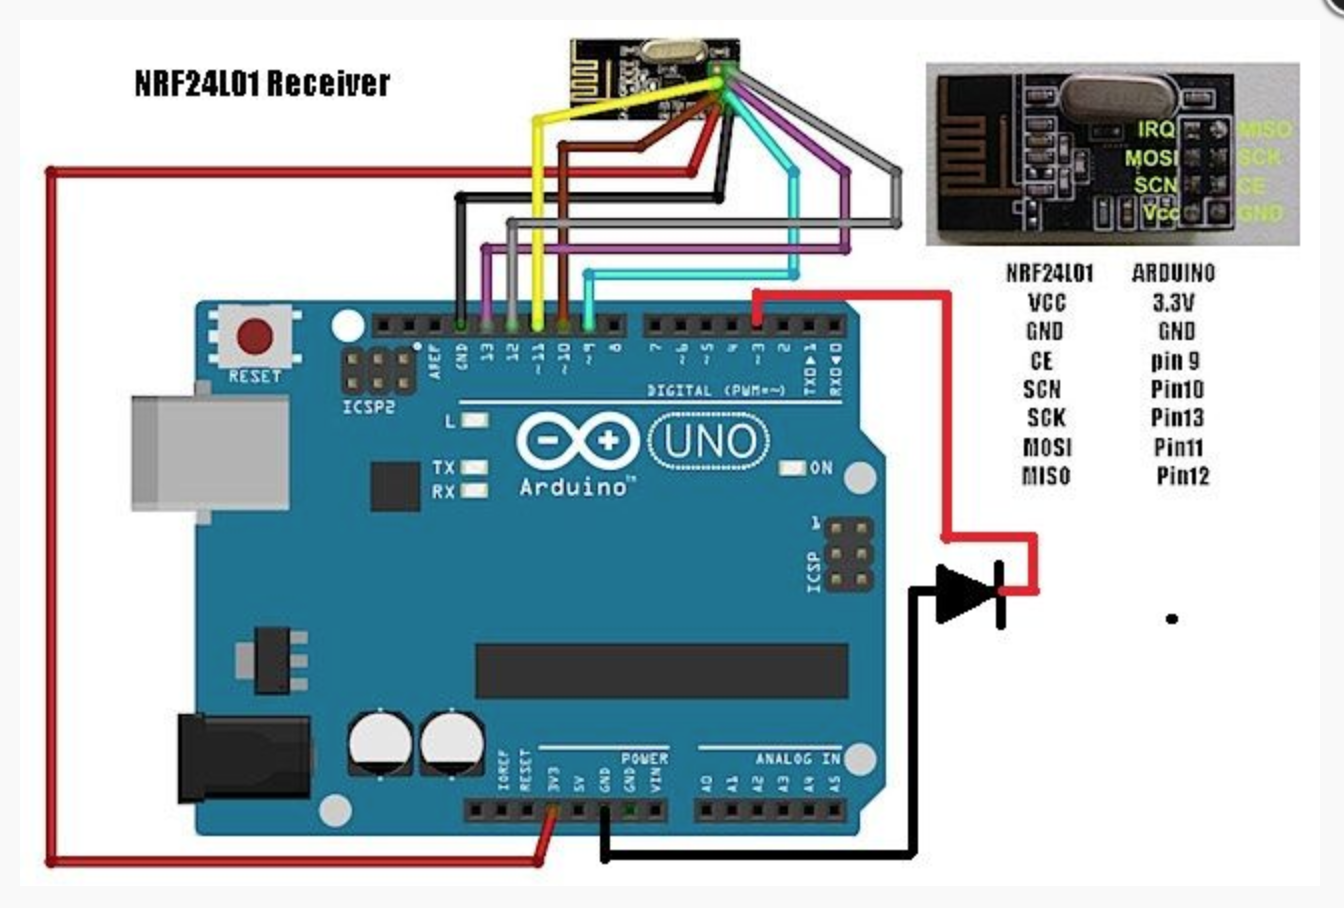 NRF24L01 Receiver
IRQ MISO
MOSI SCK
SCN CE
Vcc GND
NRF24L01 ARDUINO
VCC 3.3V
GND GND
CE pin 9
SCN Pin10
SCK Pin13
MOSI Pin11
MISO Pin12
RESET
ICSP2
AREF
GND
13
12
~11
~10
~9
8
7
~6
~5
4
~3
2
TX0▶1
RX0◀0
DIGITAL (PWM=~)
L
TX
RX
UNO
Arduino™
ON
1
ICSP
POWER
ANALOG IN
IOREF
RESET
3V3
5V
GND
GND
VIN
A0
A1
A2
A3
A4
A5